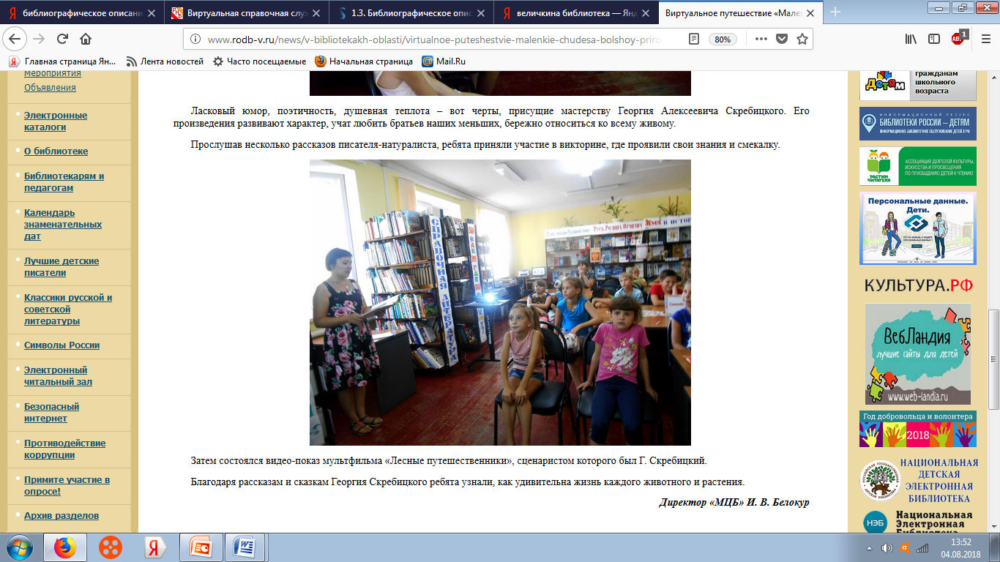 библиографическое описани
Виртуальная справочная слу
1.3. Библиографическое опис
величкина библиотека — Янд
Виртуальное путешествие «Мален
www.rodb-v.ru/news/v-bibliotekakh-oblasti/virtualnoe-puteshestvie-malenkie-chudesa-bolshoy-priro
80%
1
Главная страница Ян...
Лента новостей
Часто посещаемые
Начальная страница
Mail.Ru
Мероприятия
Объявления
Электронные
каталоги
О библиотеке
Библиотекарям и
педагогам
Календарь
знаменательных
дат
Лучшие детские
писатели
Классики русской и
советской
литературы
Символы России
Электронный
читальный зал
Безопасный
интернет
Противодействие
коррупции
Примите участие в
опросе!
Архив разделов
Ласковый юмор, поэтичность, душевная теплота – вот черты, присущие мастерству Георгия Алексеевича Скребицкого. Его
произведения развивают характер, учат любить братьев наших меньших, бережно относиться ко всему живому.
Прослушав несколько рассказов писателя-натуралиста, ребята приняли участие в викторине, где проявили свои знания и смекалку.
СПРАВОЧНАЯ ЛИТЕРАТУРА
Затем состоялся видео-показ мультфильма «Лесные путешественники», сценаристом которого был Г. Скребицкий.
Благодаря рассказам и сказкам Георгия Скребицкого ребята узнали, как удивительна жизнь каждого животного и растения.
Директор «МЦБ» И. В. Белокур
Детям
гражданам
школьного
возраста
ИНФОРМАЦИОННЫЙ РЕСУРС
БИБЛИОТЕКИ РОССИИ – ДЕТЯМ
ИНФОРМАЦИОННО-БИБЛИОТЕЧНОЕ ОБСЛУЖИВАНИЕ ДЕТЕЙ В РФ
РАСТИМ
ЧИТАТЕЛЯ
АССОЦИАЦИЯ ДЕЯТЕЛЕЙ КУЛЬТУРЫ,
ИСКУССТВА И ПРОСВЕЩЕНИЯ
ПО ПРИОБЩЕНИЮ ДЕТЕЙ К ЧТЕНИЮ
Персональные данные.
Дети.
КУЛЬТУРА.РФ
ВебЛандия
лучшие сайты для детей
www.web-landia.ru
Год добровольца и волонтера
2018
НАЦИОНАЛЬНАЯ
ДЕТСКАЯ
ЭЛЕКТРОННАЯ
БИБЛИОТЕКА
НЭБ
Национальная
Электронная
13:52
04.08.2018